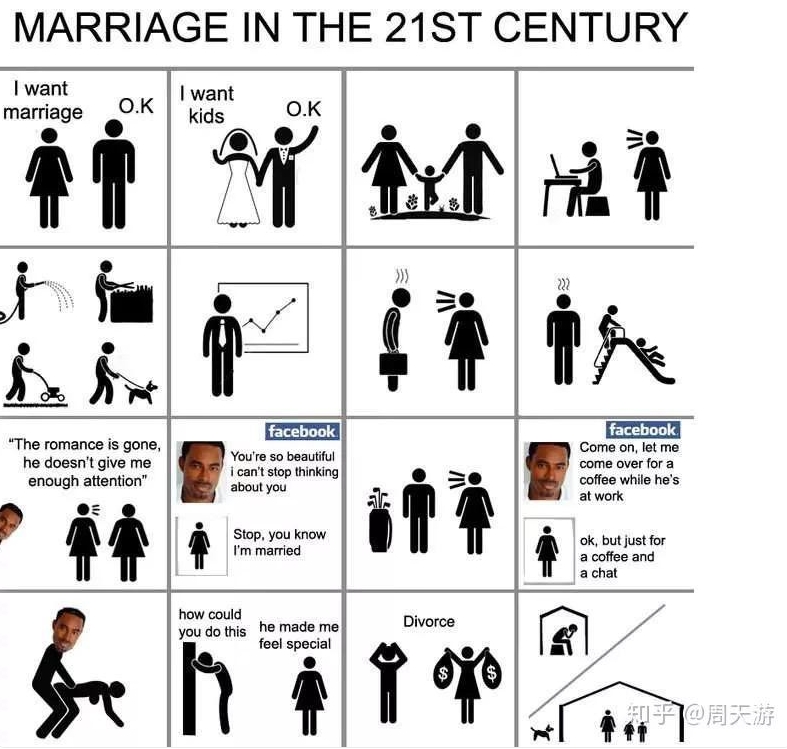 MARRIAGE IN THE 21ST CENTURY
I want
marriage
O.K
I want
kids
O.K
"The romance is gone,
he doesn't give me
enough attention"
facebook
You're so beautiful
i can't stop thinking
about you
Stop, you know
I'm married
facebook
Come on, let me
come over for a
coffee while he's
at work
ok, but just for
a coffee and
a chat
how could
you do this
he made me
feel special
Divorce
$ $
知乎 @周天游